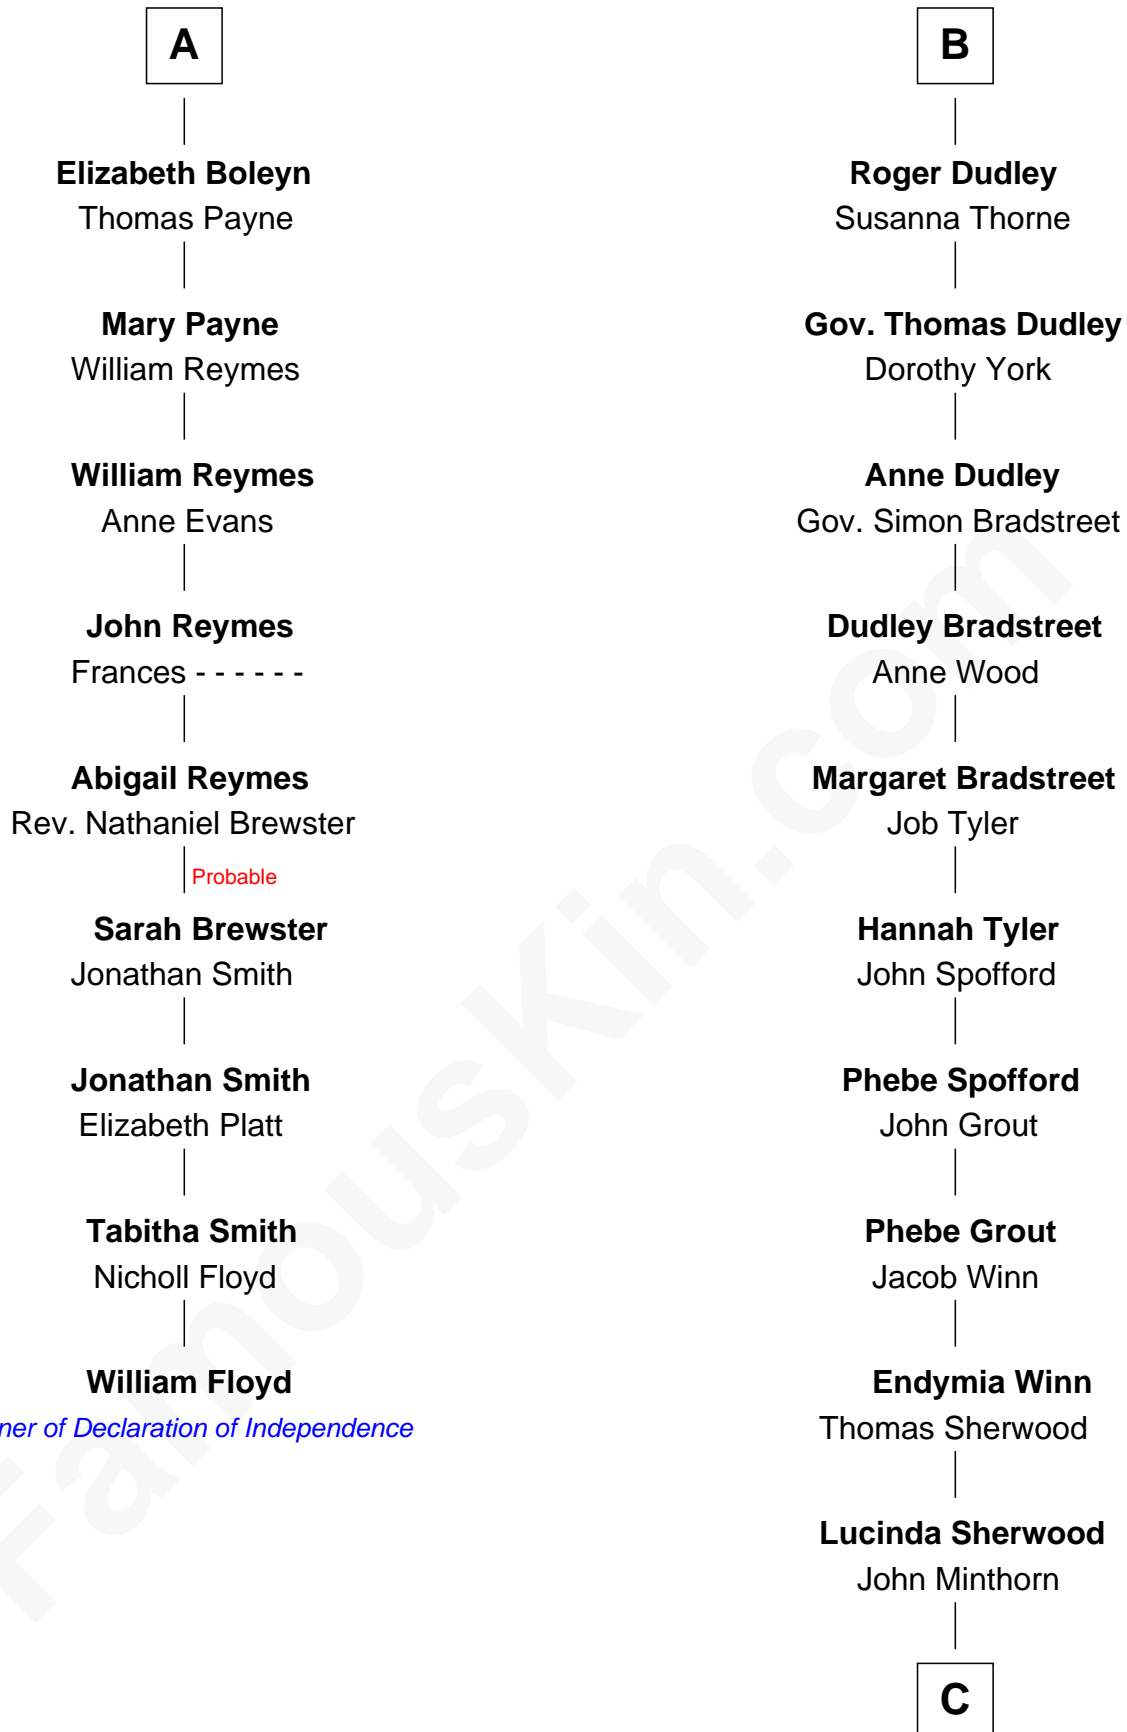 A
Elizabeth Boleyn
Thomas Payne
Mary Payne
William Reymes
William Reymes
Anne Evans
John Reymes
Frances - - - - - -
Abigail Reymes
Rev. Nathaniel Brewster
Probable
Sarah Brewster
Jonathan Smith
Jonathan Smith
Elizabeth Platt
Tabitha Smith
Nicholl Floyd
William Floyd
ner of Declaration of Independence
B
Roger Dudley
Susanna Thorne
Gov. Thomas Dudley
Dorothy York
Anne Dudley
Gov. Simon Bradstreet
Dudley Bradstreet
Anne Wood
Margaret Bradstreet
Job Tyler
Hannah Tyler
John Spofford
Phebe Spofford
John Grout
Phebe Grout
Jacob Winn
Endymia Winn
Thomas Sherwood
Lucinda Sherwood
John Minthorn
C
FamousKin.com